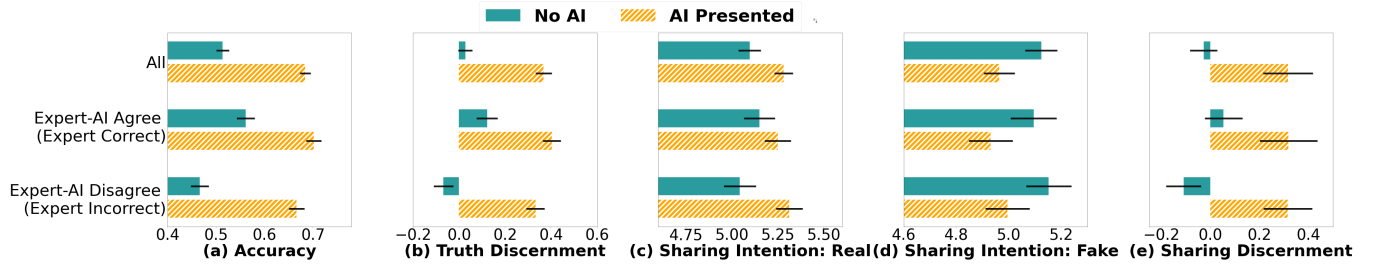 No AI AI Presented
All
Expert-AI Agree
(Expert Correct)
Expert-AI Disagree
(Expert Incorrect)
0.4 0.5 0.6 0.7
−0.2 0.0 0.2 0.4 0.6
4.75 5.00 5.25 5.50
4.6 4.8 5.0 5.2
−0.2 0.0 0.2 0.4
(a) Accuracy
(b) Truth Discernment
(c) Sharing Intention: Real
(d) Sharing Intention: Fake
(e) Sharing Discernment